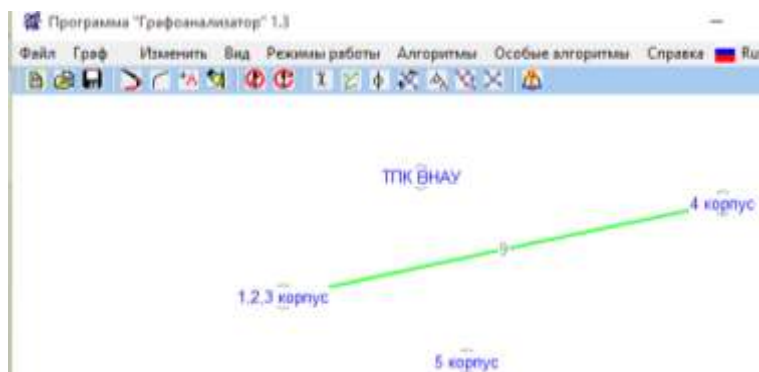 Программа "Графоанализатор" 1.3
Файл Граф Изменить Вид Режимы работы Алгоритмы Особые алгоритмы Справка Ru
ТПК ВНАУ
4 корпус
9
1,2,3 корпус
5 корпус